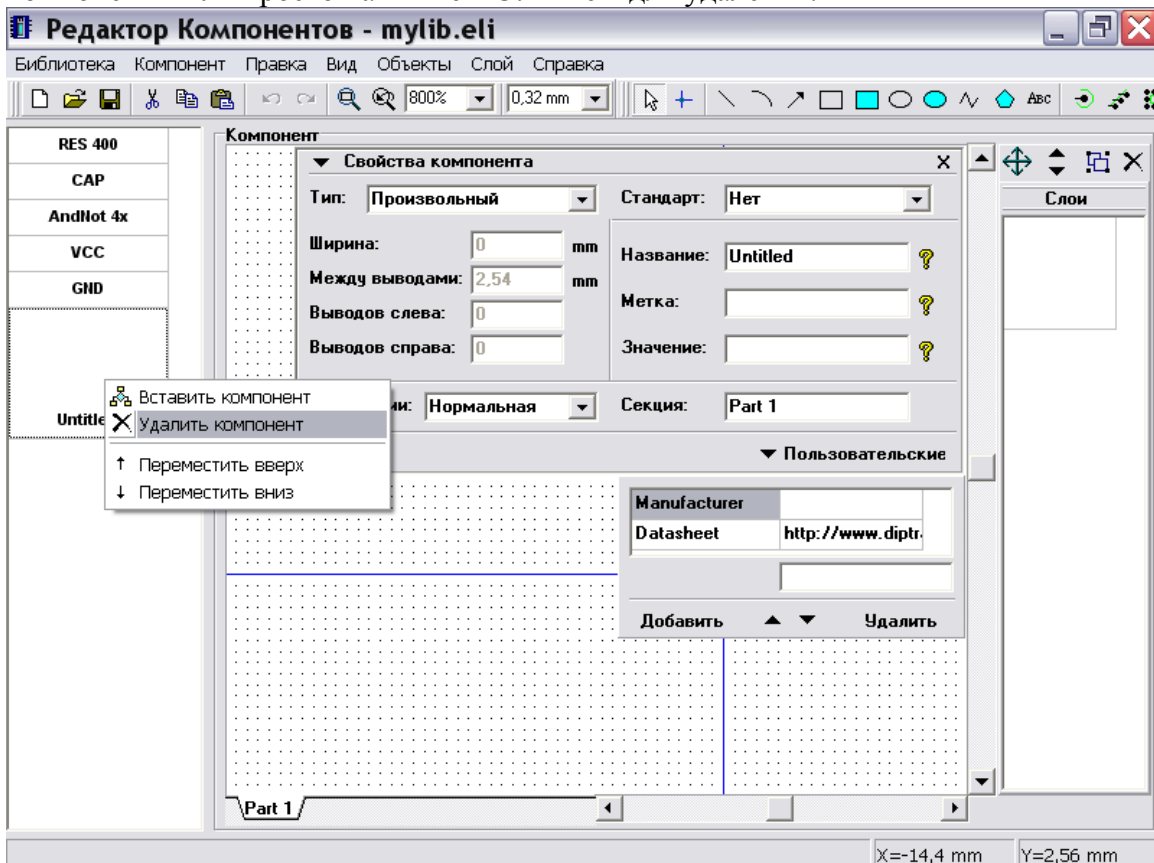 Редактор Компонентов - mylib.eli
Библиотека Компонент Правка Вид Объекты Слой Справка
800% 0,32 mm ABC
RES 400
CAP
AndNot 4x
VCC
GND
Компонент
Свойства компонента
Тип: Произвольный Стандарт: Нет
Ширина: 0 mm
Между выводами: 2,54 mm
Выводов слева: 0
Выводов справа: 0
Название: Untitled
Метка:
Значение:
Нормальная Секция: Part 1
Пользовательские
Слои
Вставить компонент
Удалить компонент
Переместить вверх
Переместить вниз
Manufacturer
Datasheet http://www.diptr
Добавить Удалить
Part 1
X=-14,4 mm Y=2,56 mm